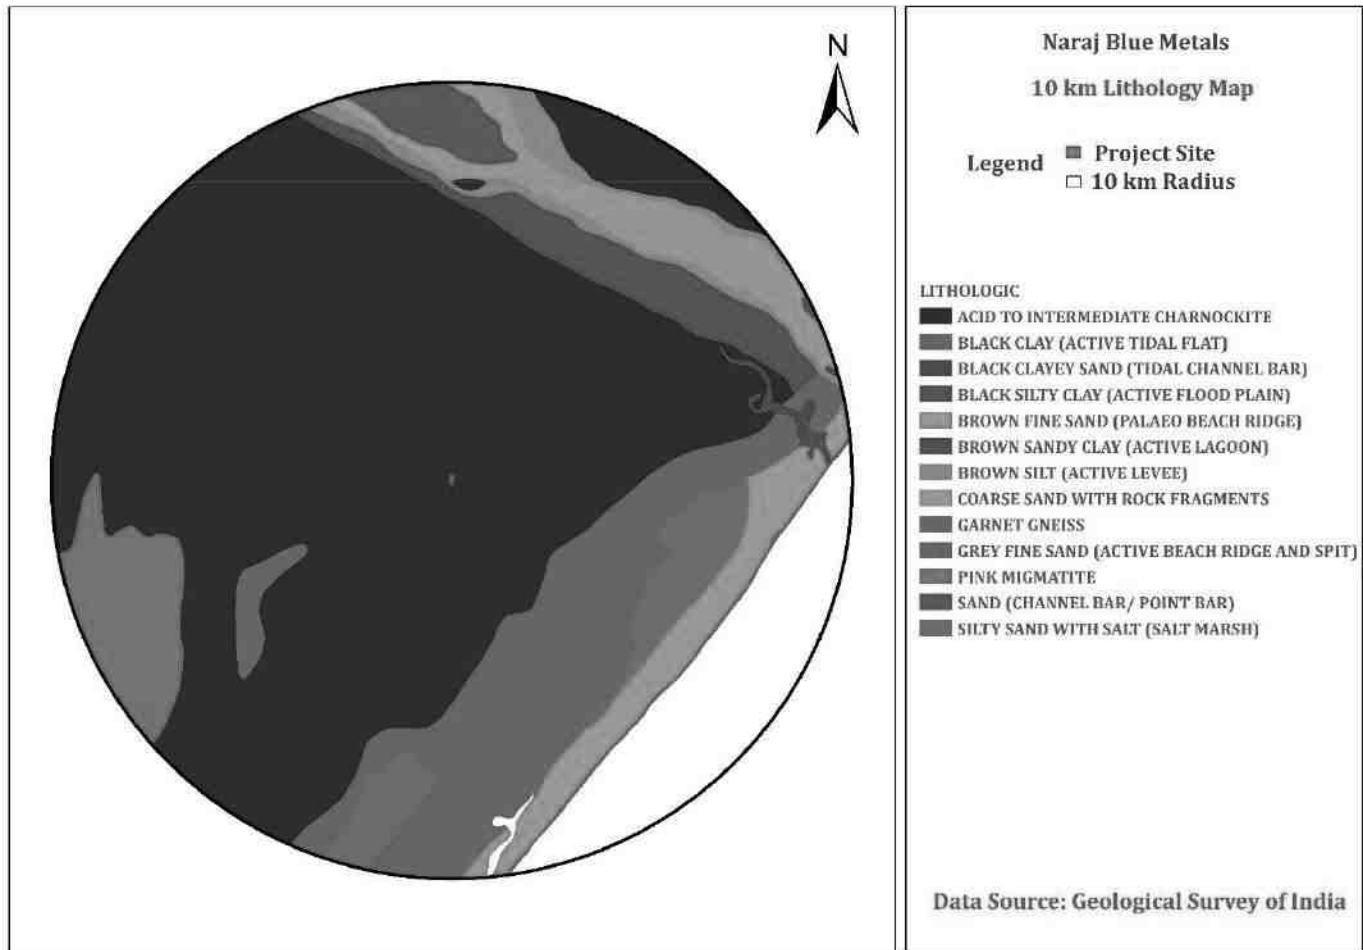 N
Naraj Blue Metals
10 km Lithology Map
Legend
Project Site
10 km Radius
LITHOLOGIC
ACID TO INTERMEDIATE CHARNOCKITE
BLACK CLAY (ACTIVE TIDAL FLAT)
BLACK CLAYEY SAND (TIDAL CHANNEL BAR)
BLACK SILTY CLAY (ACTIVE FLOOD PLAIN)
BROWN FINE SAND (PALAEO BEACH RIDGE)
BROWN SANDY CLAY (ACTIVE LAGOON)
BROWN SILT (ACTIVE LEVEE)
COARSE SAND WITH ROCK FRAGMENTS
GARNET GNEISS
GREY FINE SAND (ACTIVE BEACH RIDGE AND SPIT)
PINK MIGMATITE
SAND (CHANNEL BAR/ POINT BAR)
SILTY SAND WITH SALT (SALT MARSH)
Data Source: Geological Survey of India